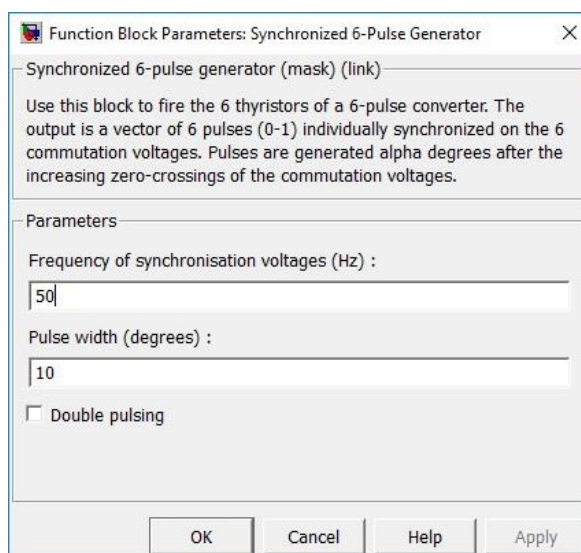 Function Block Parameters: Synchronized 6-Pulse Generator
Synchronized 6-pulse generator (mask) (link)
Use this block to fire the 6 thyristors of a 6-pulse converter. The
output is a vector of 6 pulses (0-1) individually synchronized on the 6
commutation voltages. Pulses are generated alpha degrees after the
increasing zero-crossings of the commutation voltages.
Parameters
Frequency of synchronisation voltages (Hz) :
50
Pulse width (degrees) :
10
Double pulsing
OK Cancel Help Apply